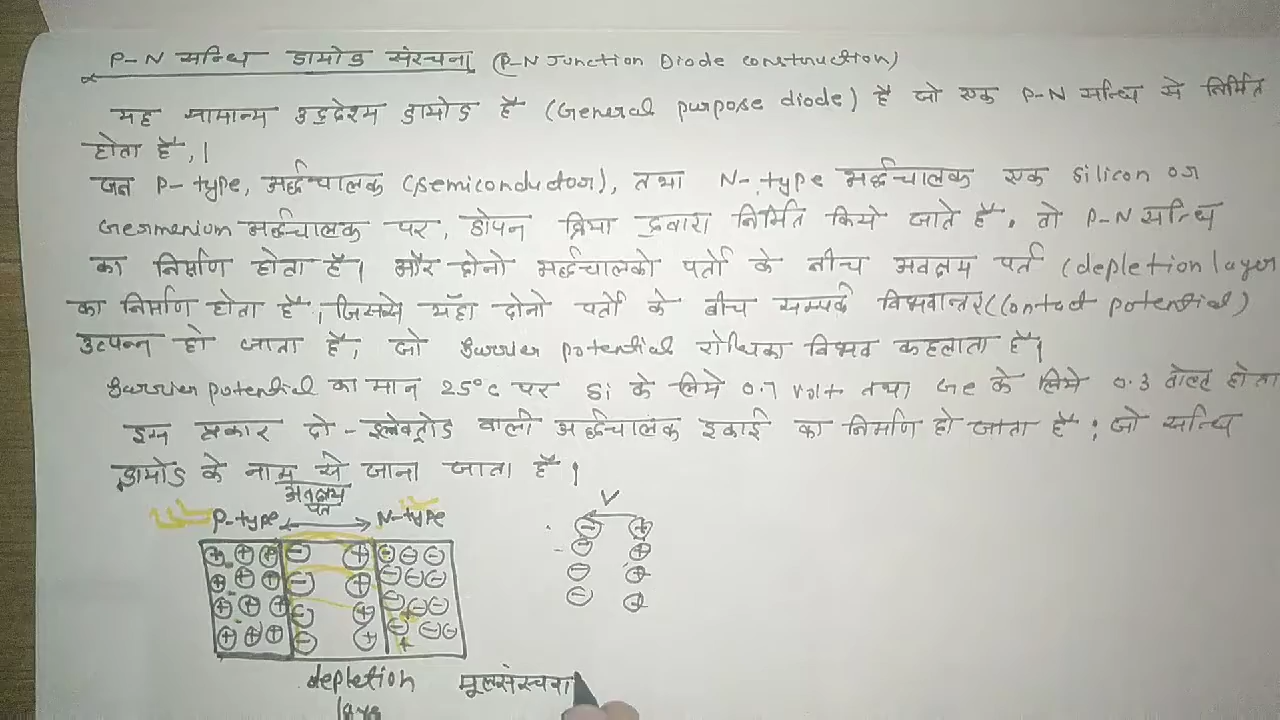 P-N सन्धि डायोड संरचना (P-N Junction Diode construction)
यह सामान्य उद्देश्य डायोड है (General purpose diode) है जो एक P-N सन्धि से निर्मित
होता है, ।
जब P-type, अर्द्धचालक (semiconductor), तथा N-type अर्द्धचालक एक silicon or
Germenium अर्द्धचालक पर, डोपन क्रिया द्वारा निर्मित किये जाते है, तो P-N सन्धि
का निर्माण होता है। और दोनो अर्द्धचालको पर्तो के बीच अवक्षय पर्त (depletion layer
का निर्माण होता है, जिससे यहाँ दोनो पर्तो के बीच सम्पर्क विभवान्तर (Contact potential)
उत्पन्न हो जाता है, जो Barrier potential रोधिका विभव कहलाता है।
Barrier potential का मान 25°C पर Si के लिये 0.7 volt तथा Ge के लिये 0.3 वोल्ट होता
इस प्रकार दो-इलेक्ट्रोड वाली अर्द्धचालक इकाई का निर्माण हो जाता है; जो सन्धि
डायोड के नाम से जाना जाता है।
अवक्षय
पर्त
P-type N-type
V
depletion मूलसंरचना
laye